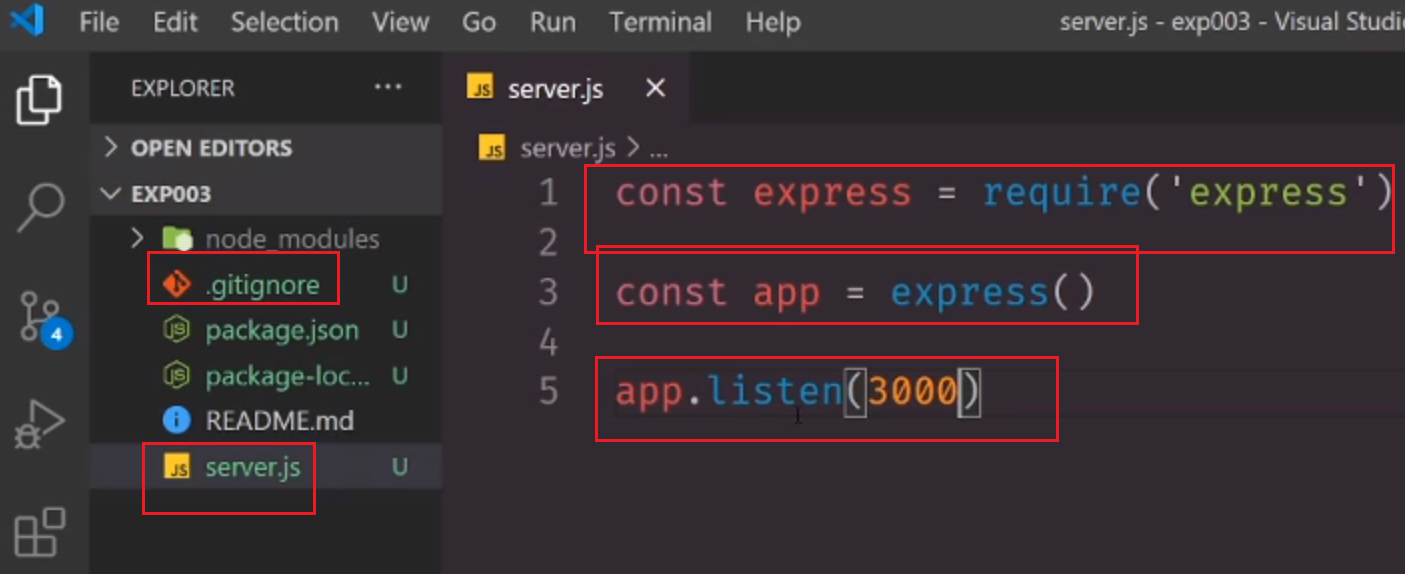 File Edit Selection View Go Run Terminal Help server.js - exp003 - Visual Studi
EXPLORER ...
OPEN EDITORS
EXP003
node_modules
.gitignore U
package.json U
package-loc... U
README.md
server.js U
4
JS server.js ×
JS server.js > ...
1 const express = require('express')
2
3 const app = express()
4
5 app.listen(3000)